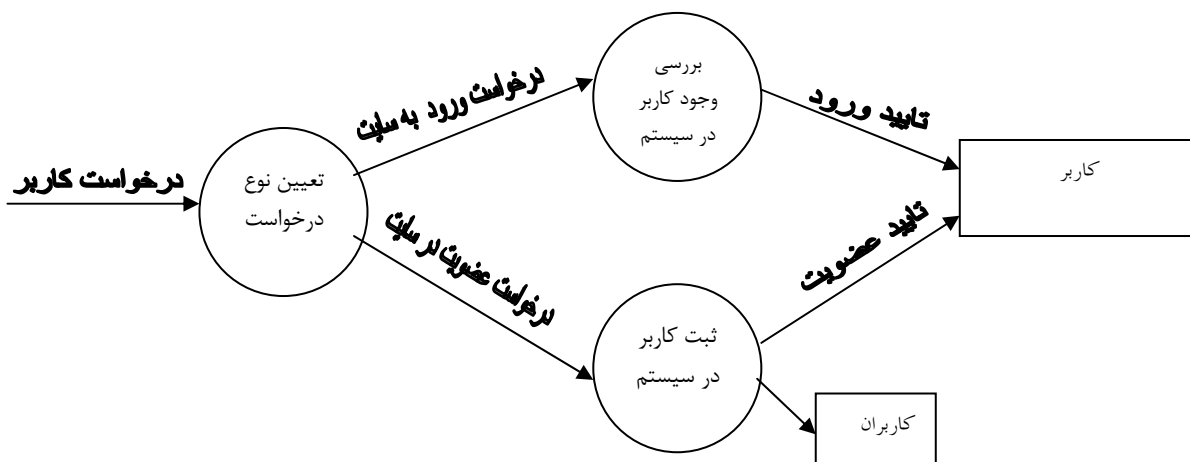 درخواست کاربر
تعیین نوع
درخواست
درخواست ورود به سایت
درخواست عضویت در سایت
بررسی
وجود کاربر
در سیستم
ثبت کاربر
در سیستم
تایید ورود
تایید عضویت
کاربر
کاربران